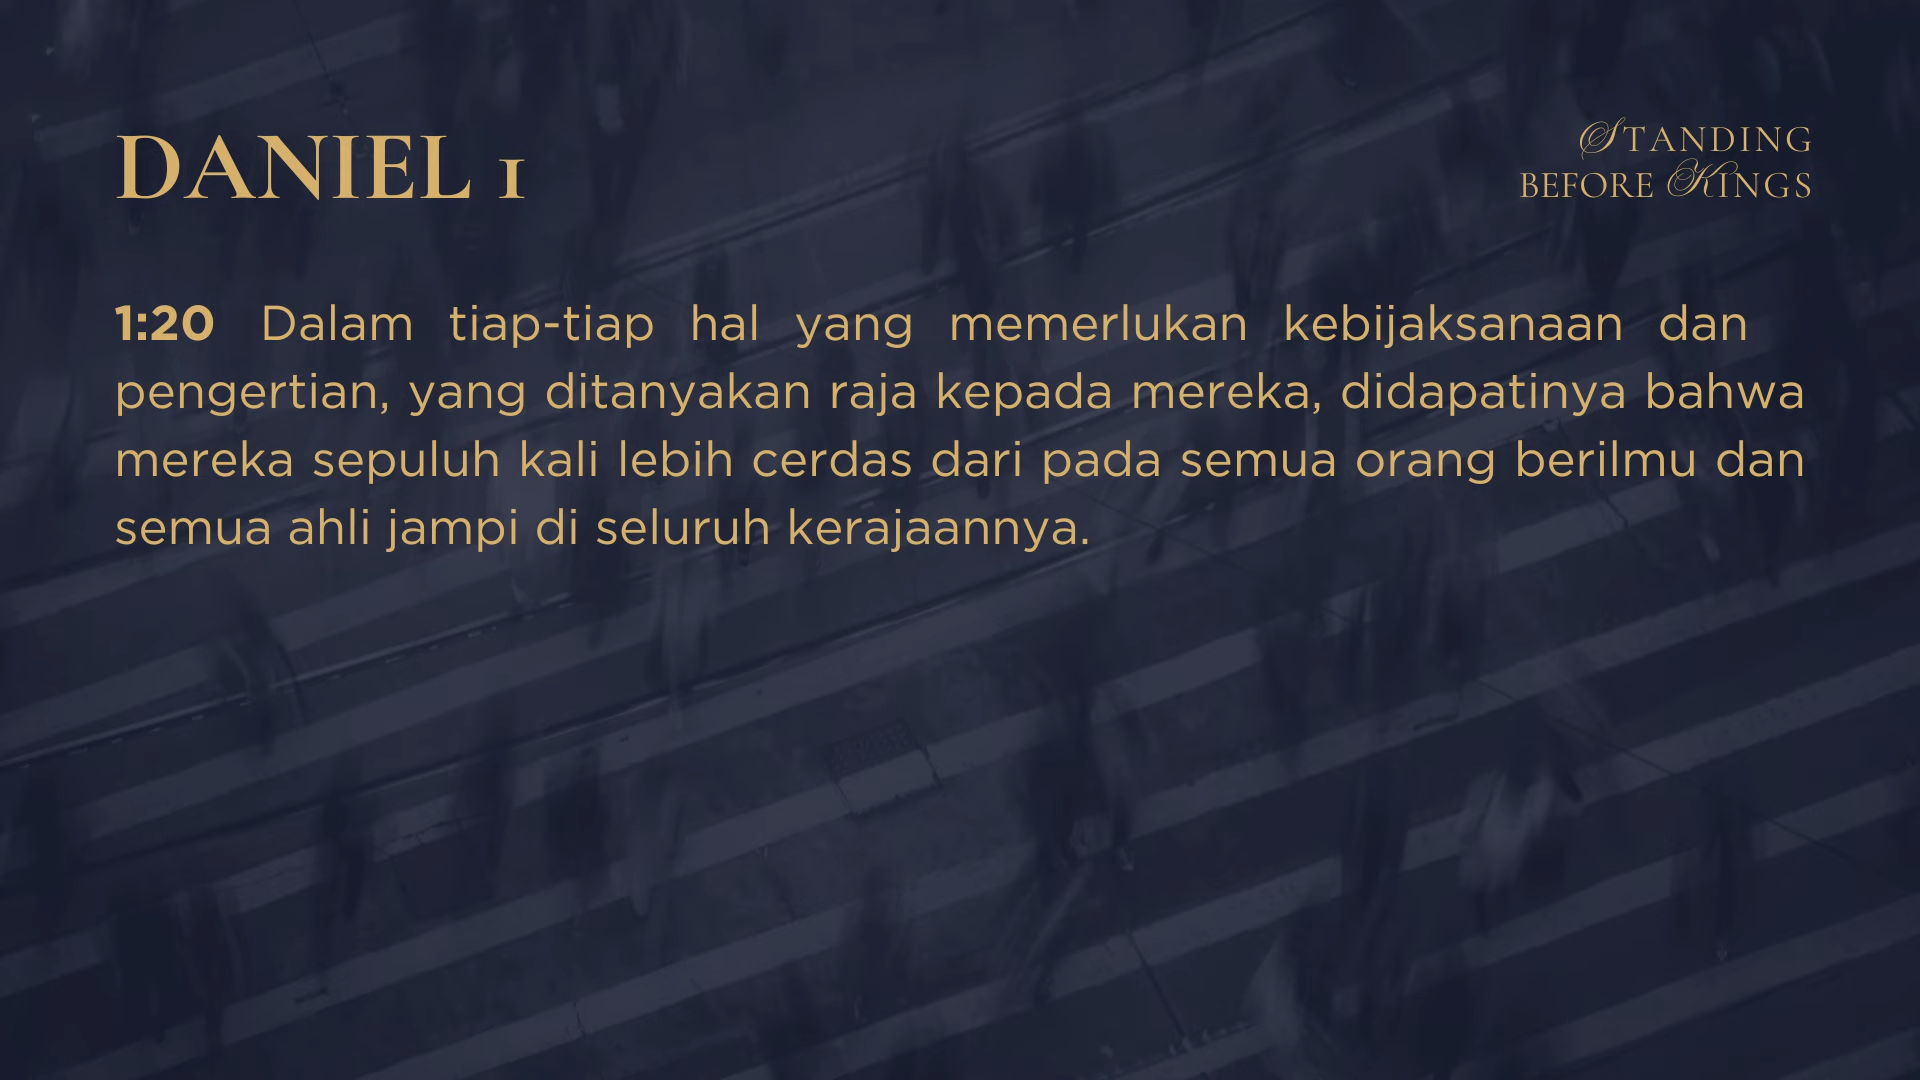 DANIEL 1
STANDING
BEFORE KINGS
1:20 Dalam tiap-tiap hal yang memerlukan kebijaksanaan dan
pengertian, yang ditanyakan raja kepada mereka, didapatinya bahwa
mereka sepuluh kali lebih cerdas dari pada semua orang berilmu dan
semua ahli jampi di seluruh kerajaannya.